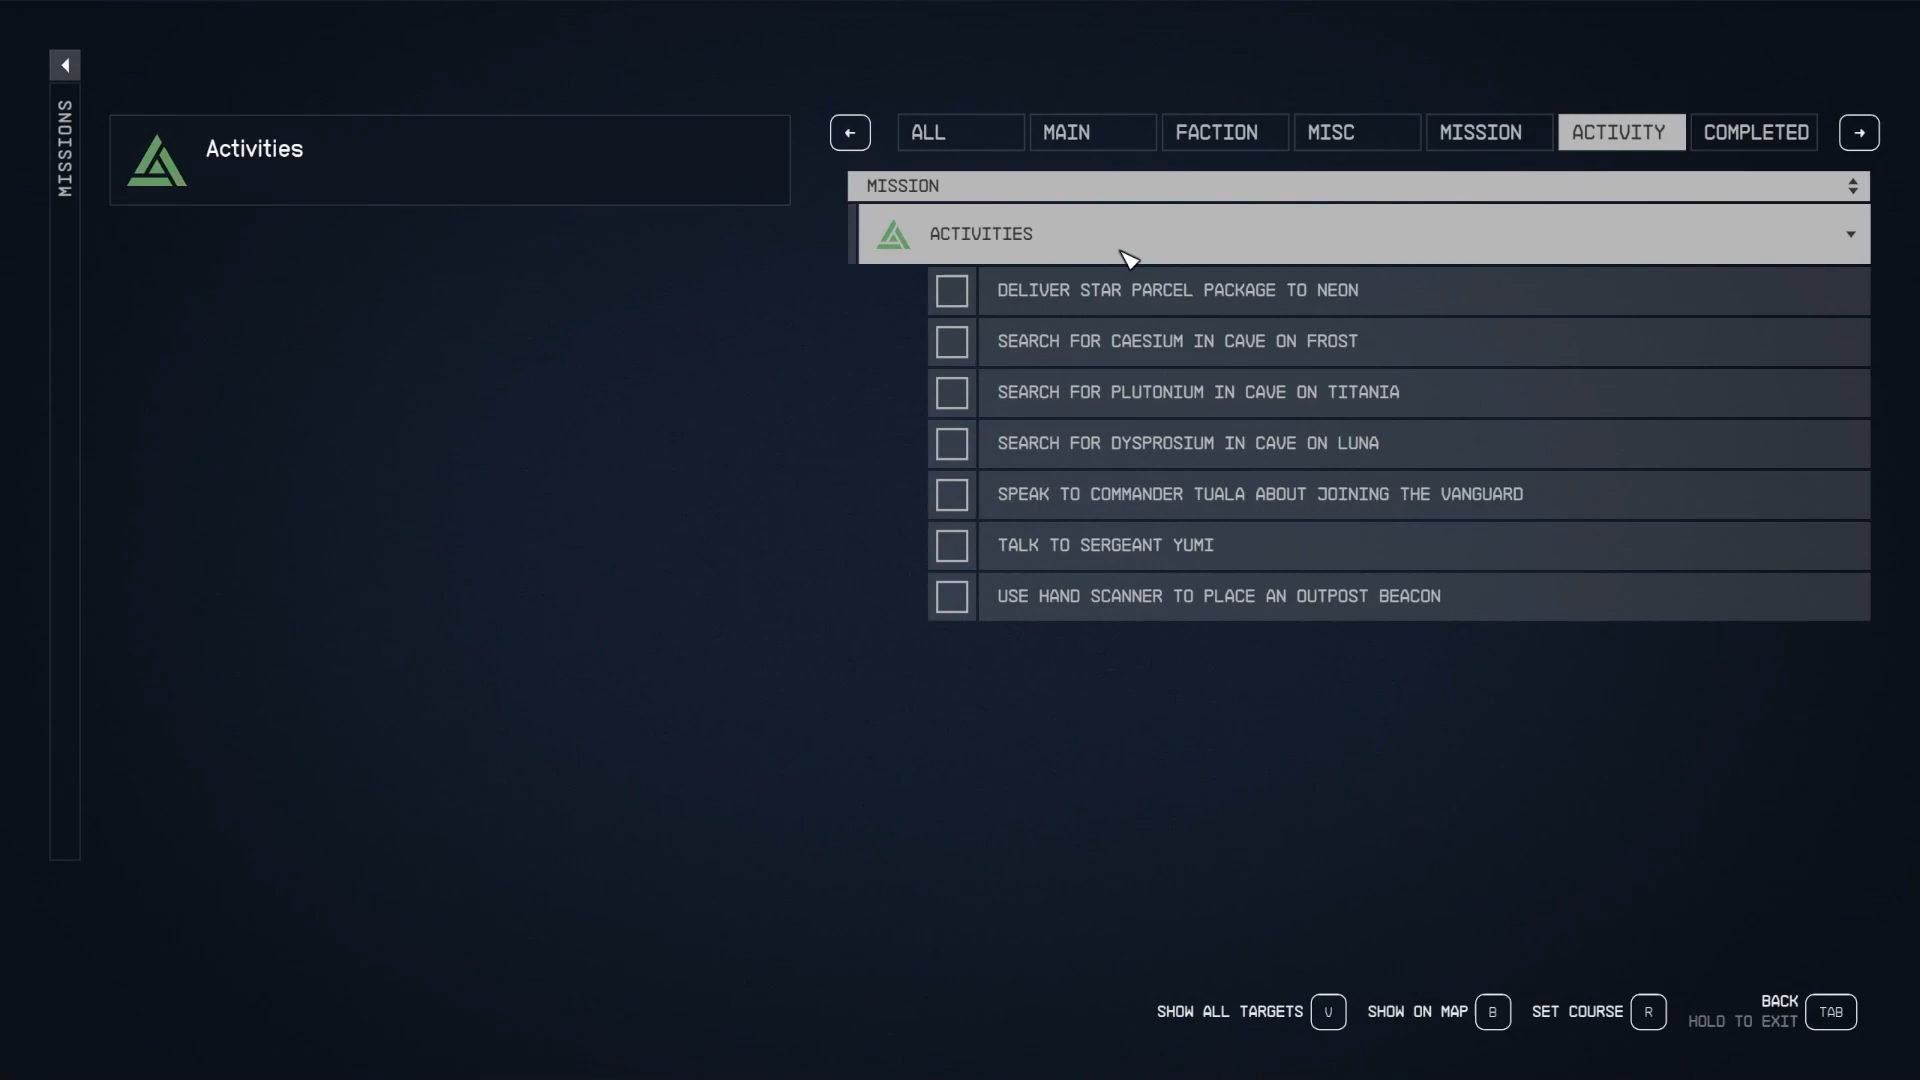 MISSIONS
Activities
ALL
MAIN
FACTION
MISC
MISSION
ACTIVITY
COMPLETED
MISSION
ACTIVITIES
DELIVER STAR PARCEL PACKAGE TO NEON
SEARCH FOR CAESIUM IN CAVE ON FROST
SEARCH FOR PLUTONIUM IN CAVE ON TITANIA
SEARCH FOR DYSPROSIUM IN CAVE ON LUNA
SPEAK TO COMMANDER TUALA ABOUT JOINING THE VANGUARD
TALK TO SERGEANT YUMI
USE HAND SCANNER TO PLACE AN OUTPOST BEACON
SHOW ALL TARGETS V
SHOW ON MAP B
SET COURSE R
BACK TAB
HOLD TO EXIT